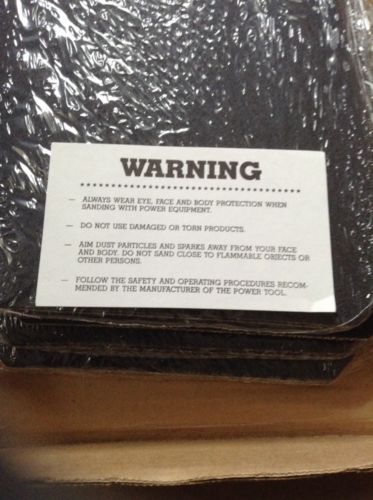 WARNING
— ALWAYS WEAR EYE, FACE AND BODY PROTECTION WHEN
SANDING WITH POWER EQUIPMENT.
— DO NOT USE DAMAGED OR TORN PRODUCTS.
— AIM DUST PARTICLES AND SPARKS AWAY FROM YOUR FACE
AND BODY. DO NOT SAND CLOSE TO FLAMMABLE OBJECTS OR
OTHER PERSONS.
— FOLLOW THE SAFETY AND OPERATING PROCEDURES RECOM-
MENDED BY THE MANUFACTURER OF THE POWER TOOL.